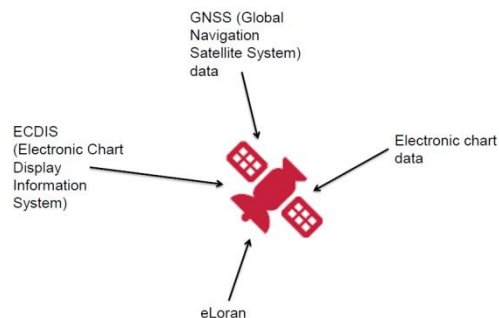 GNSS (Global
Navigation
Satellite System)
data
ECDIS
(Electronic Chart
Display
Information
System)
Electronic chart
data
eLoran